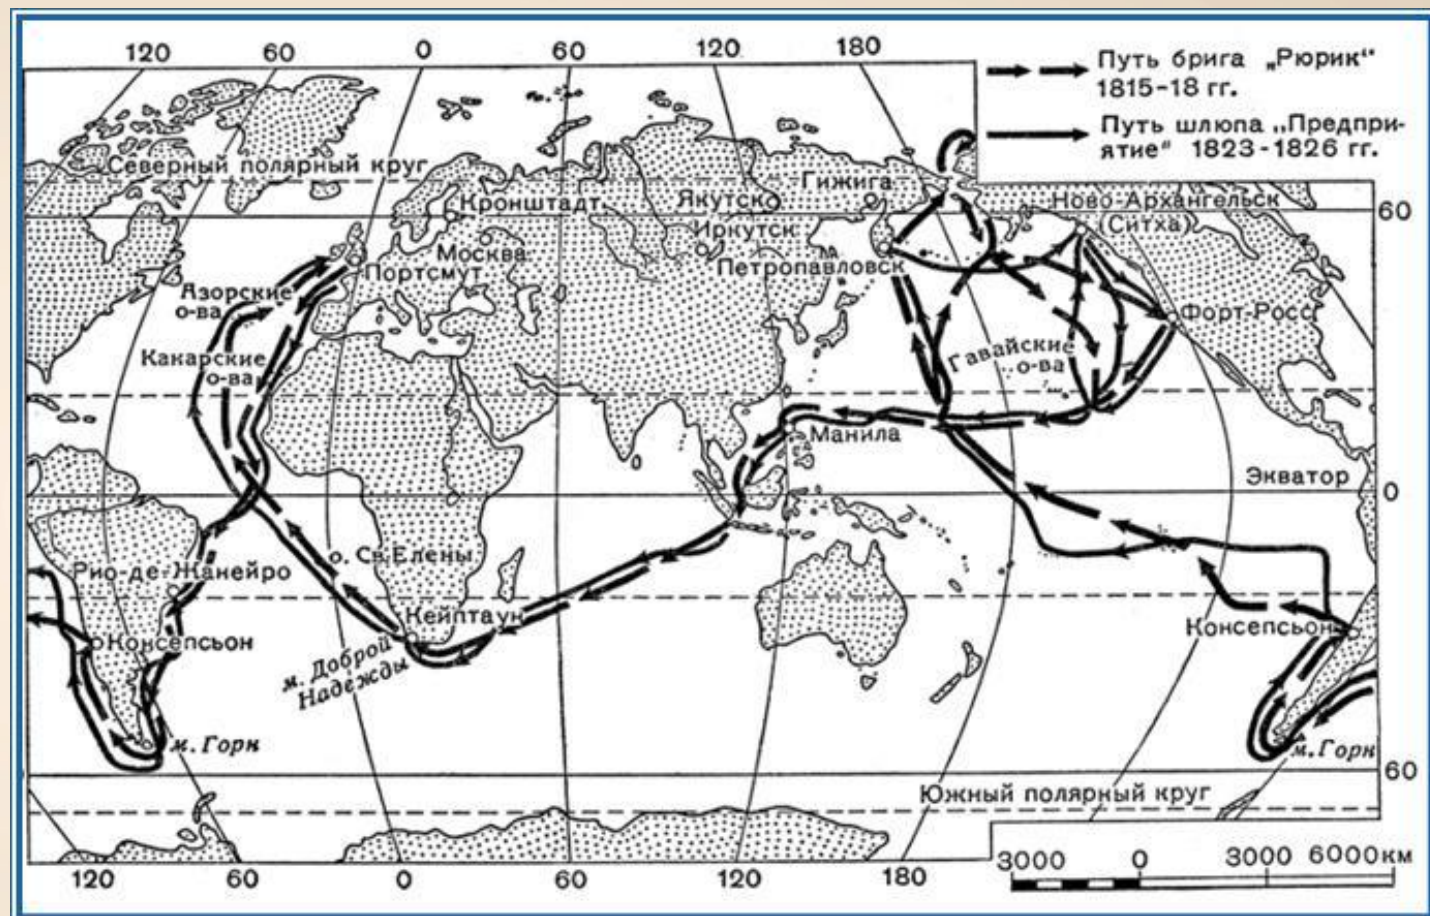 120 60 0 60 120 180
Путь брига „Рюрик“
1815-18 гг.
Путь шлюпа „Предпри-
ятие“ 1823-1826 гг.
Северный полярный круг
Гижига
Кронштадт
Якутск
Ново-Архангельск
(Ситха)
60
Москва
Иркутск
Портсмут
Петропавловск
Азорские
о-ва
Форт-Росс
Какарские
о-ва
Гавайские
о-ва
Манила
Экватор
0
о. Св. Елены
Рио-де-Жанейро
Кейптаун
Консепсьон
Консепсьон
м. Доброй
Надежды
м. Горн
м. Горн
60
Южный полярный круг
3000 0 3000 6000 км
120 60 0 60 120 180